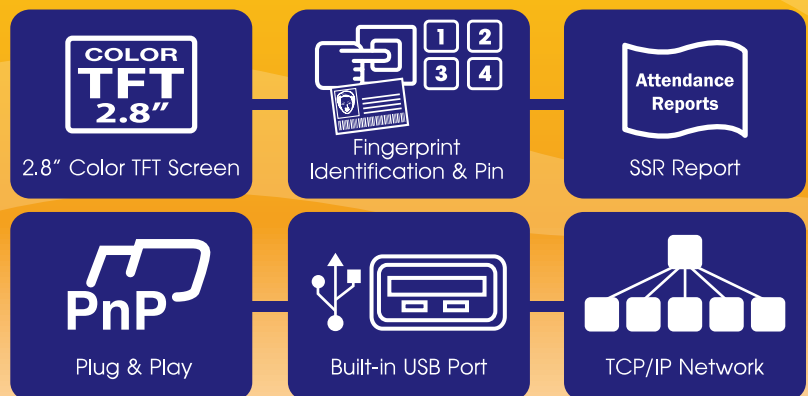 COLOR
TFT
2.8”
2.8” Color TFT Screen
1 2
3 4
Fingerprint
Identification & Pin
Attendance
Reports
SSR Report
PnP
Plug & Play
Built-in USB Port
TCP/IP Network